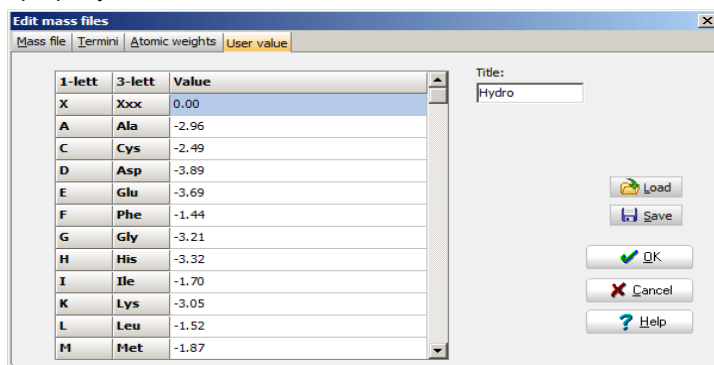 Edit mass files
Mass file Termini Atomic weights User value
1-lett 3-lett Value
X Xxx 0.00
A Ala -2.96
C Cys -2.49
D Asp -3.89
E Glu -3.69
F Phe -1.44
G Gly -3.21
H His -3.32
I Ile -1.70
K Lys -3.05
L Leu -1.52
M Met -1.87
Title:
Hydro
Load
Save
OK
Cancel
Help